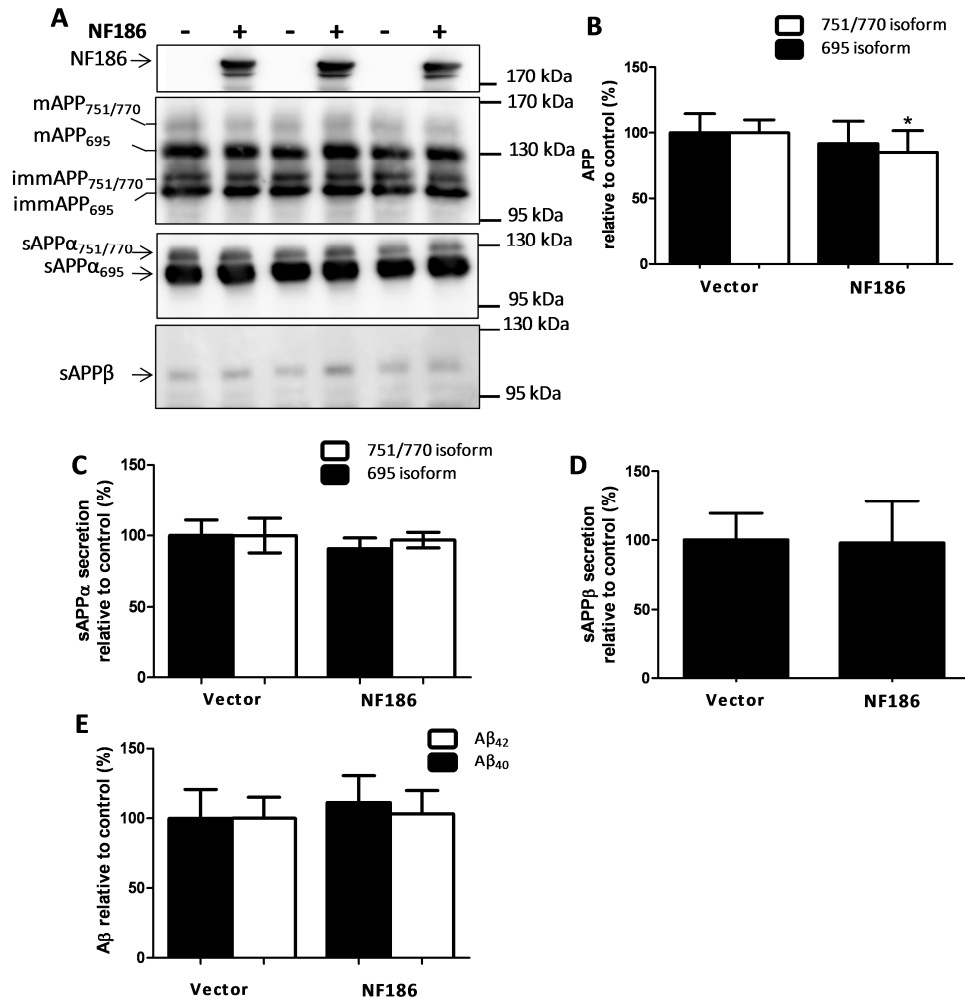 A
NF186 - + - + - +
NF186
170 kDa
170 kDa
mAPP751/770
mAPP695
130 kDa
immAPP751/770
immAPP695
95 kDa
sAPPα751/770
130 kDa
sAPPα695
95 kDa
130 kDa
sAPPβ
95 kDa
B
751/770 isoform
695 isoform
APP
relative to control (%)
150
100
50
0
*
Vector
NF186
C
751/770 isoform
695 isoform
sAPPα secretion
relative to control (%)
150
100
50
0
Vector
NF186
D
sAPPβ secretion
relative to control (%)
150
100
50
0
Vector
NF186
E
Aβ42
Aβ40
Aβ relative to control (%)
150
100
50
0
Vector
NF186